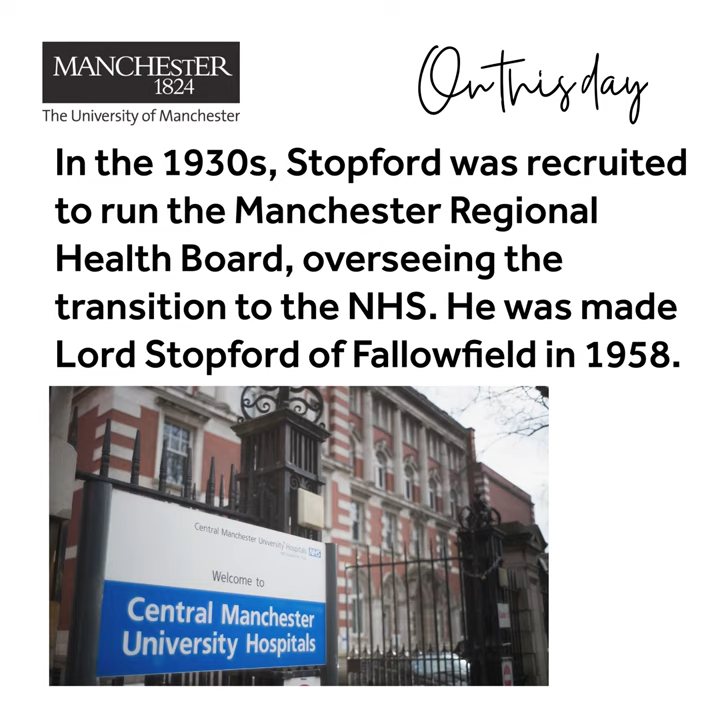 MANCHESTER
1824
The University of Manchester
On this day
In the 1930s, Stopford was recruited
to run the Manchester Regional
Health Board, overseeing the
transition to the NHS. He was made
Lord Stopford of Fallowfield in 1958.
Central Manchester University Hospitals NHS
Welcome to
Central Manchester
University Hospitals